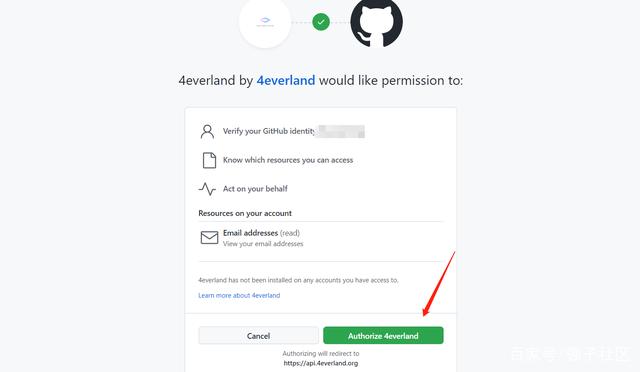 4everland by 4everland would like permission to:
Verify your GitHub identity
Know which resources you can access
Act on your behalf
Resources on your account
Email addresses (read)
View your email addresses
4everland has not been installed on any accounts you have access to.
Learn more about 4everland
Cancel
Authorize 4everland
Authorizing will redirect to
https://api.4everland.org
百家号/强子社区